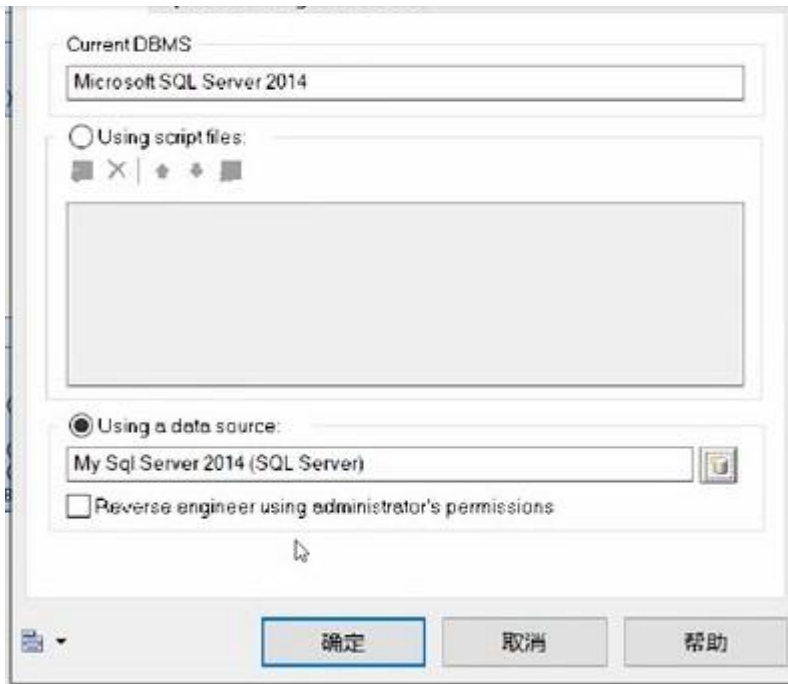 Current DBMS
Microsoft SQL Server 2014
Using script files:
Using a data source:
My Sql Server 2014 (SQL Server)
Reverse engineer using administrator's permissions
确定 取消 帮助